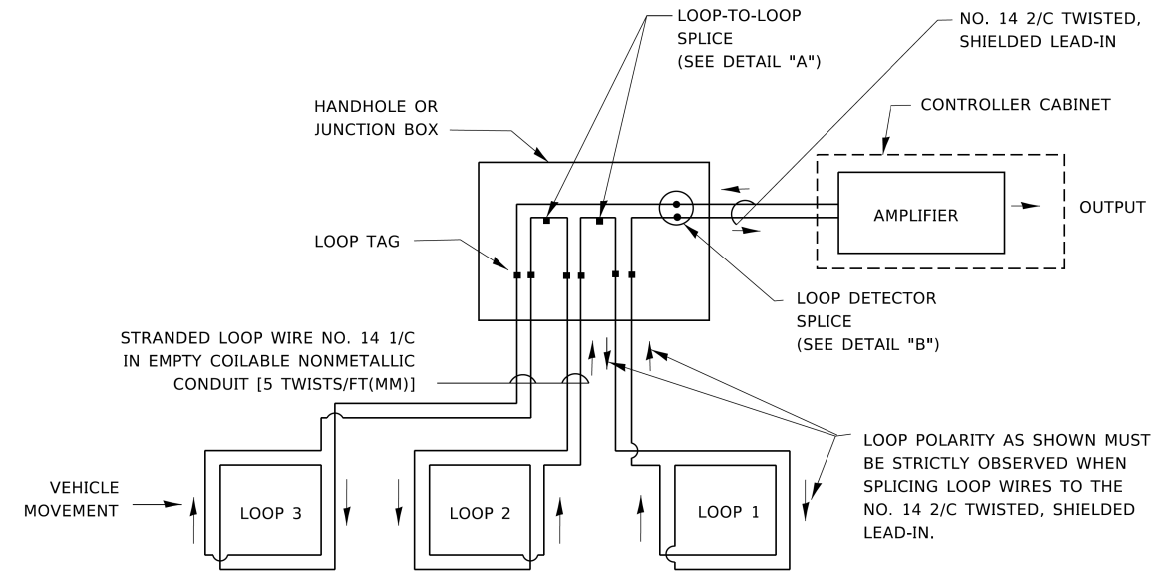 LOOP-TO-LOOP
SPLICE
(SEE DETAIL "A")
NO. 14 2/C TWISTED,
SHIELDED LEAD-IN
HANDHOLE OR
JUNCTION BOX
CONTROLLER CABINET
AMPLIFIER
OUTPUT
LOOP TAG
LOOP DETECTOR
SPLICE
(SEE DETAIL "B")
STRANDED LOOP WIRE NO. 14 1/C
IN EMPTY COILABLE NONMETALLIC
CONDUIT [5 TWISTS/FT(MM)]
LOOP POLARITY AS SHOWN MUST
BE STRICTLY OBSERVED WHEN
SPLICING LOOP WIRES TO THE
NO. 14 2/C TWISTED, SHIELDED
LEAD-IN.
VEHICLE
MOVEMENT
LOOP 3
LOOP 2
LOOP 1